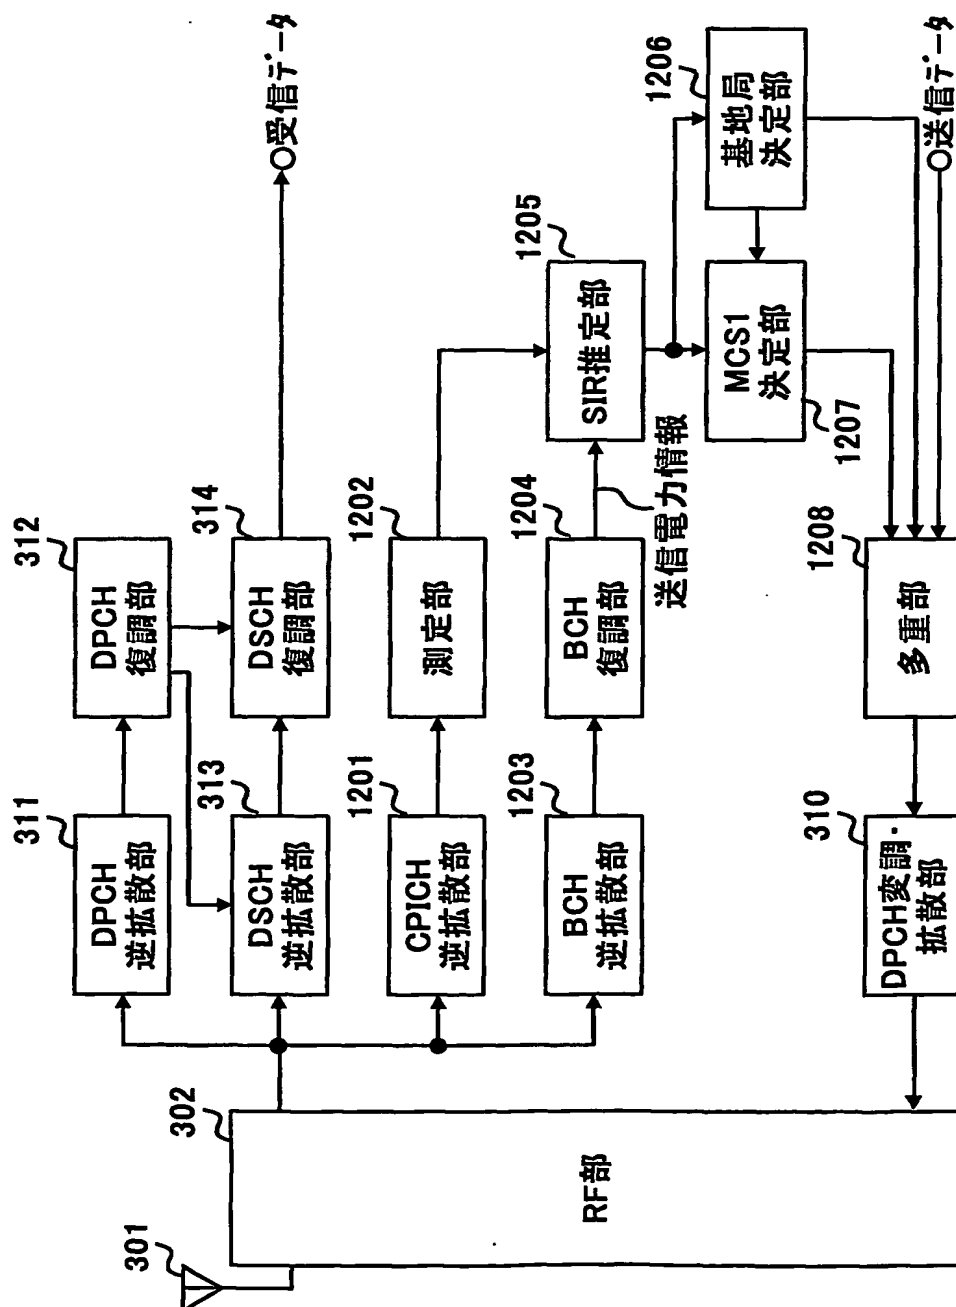 301
302
RF部
311
DPCH
逆拡散部
312
DPCH
復調部
313
DSCH
逆拡散部
314
DSCH
復調部
受信データ
1201
CPICH
逆拡散部
1202
測定部
1203
BCH
逆拡散部
1204
BCH
復調部
送信電力情報
1205
SIR推定部
1206
基地局
決定部
MCS1
決定部
1207
送信データ
1208
多重部
310
DPCH変調・
拡散部